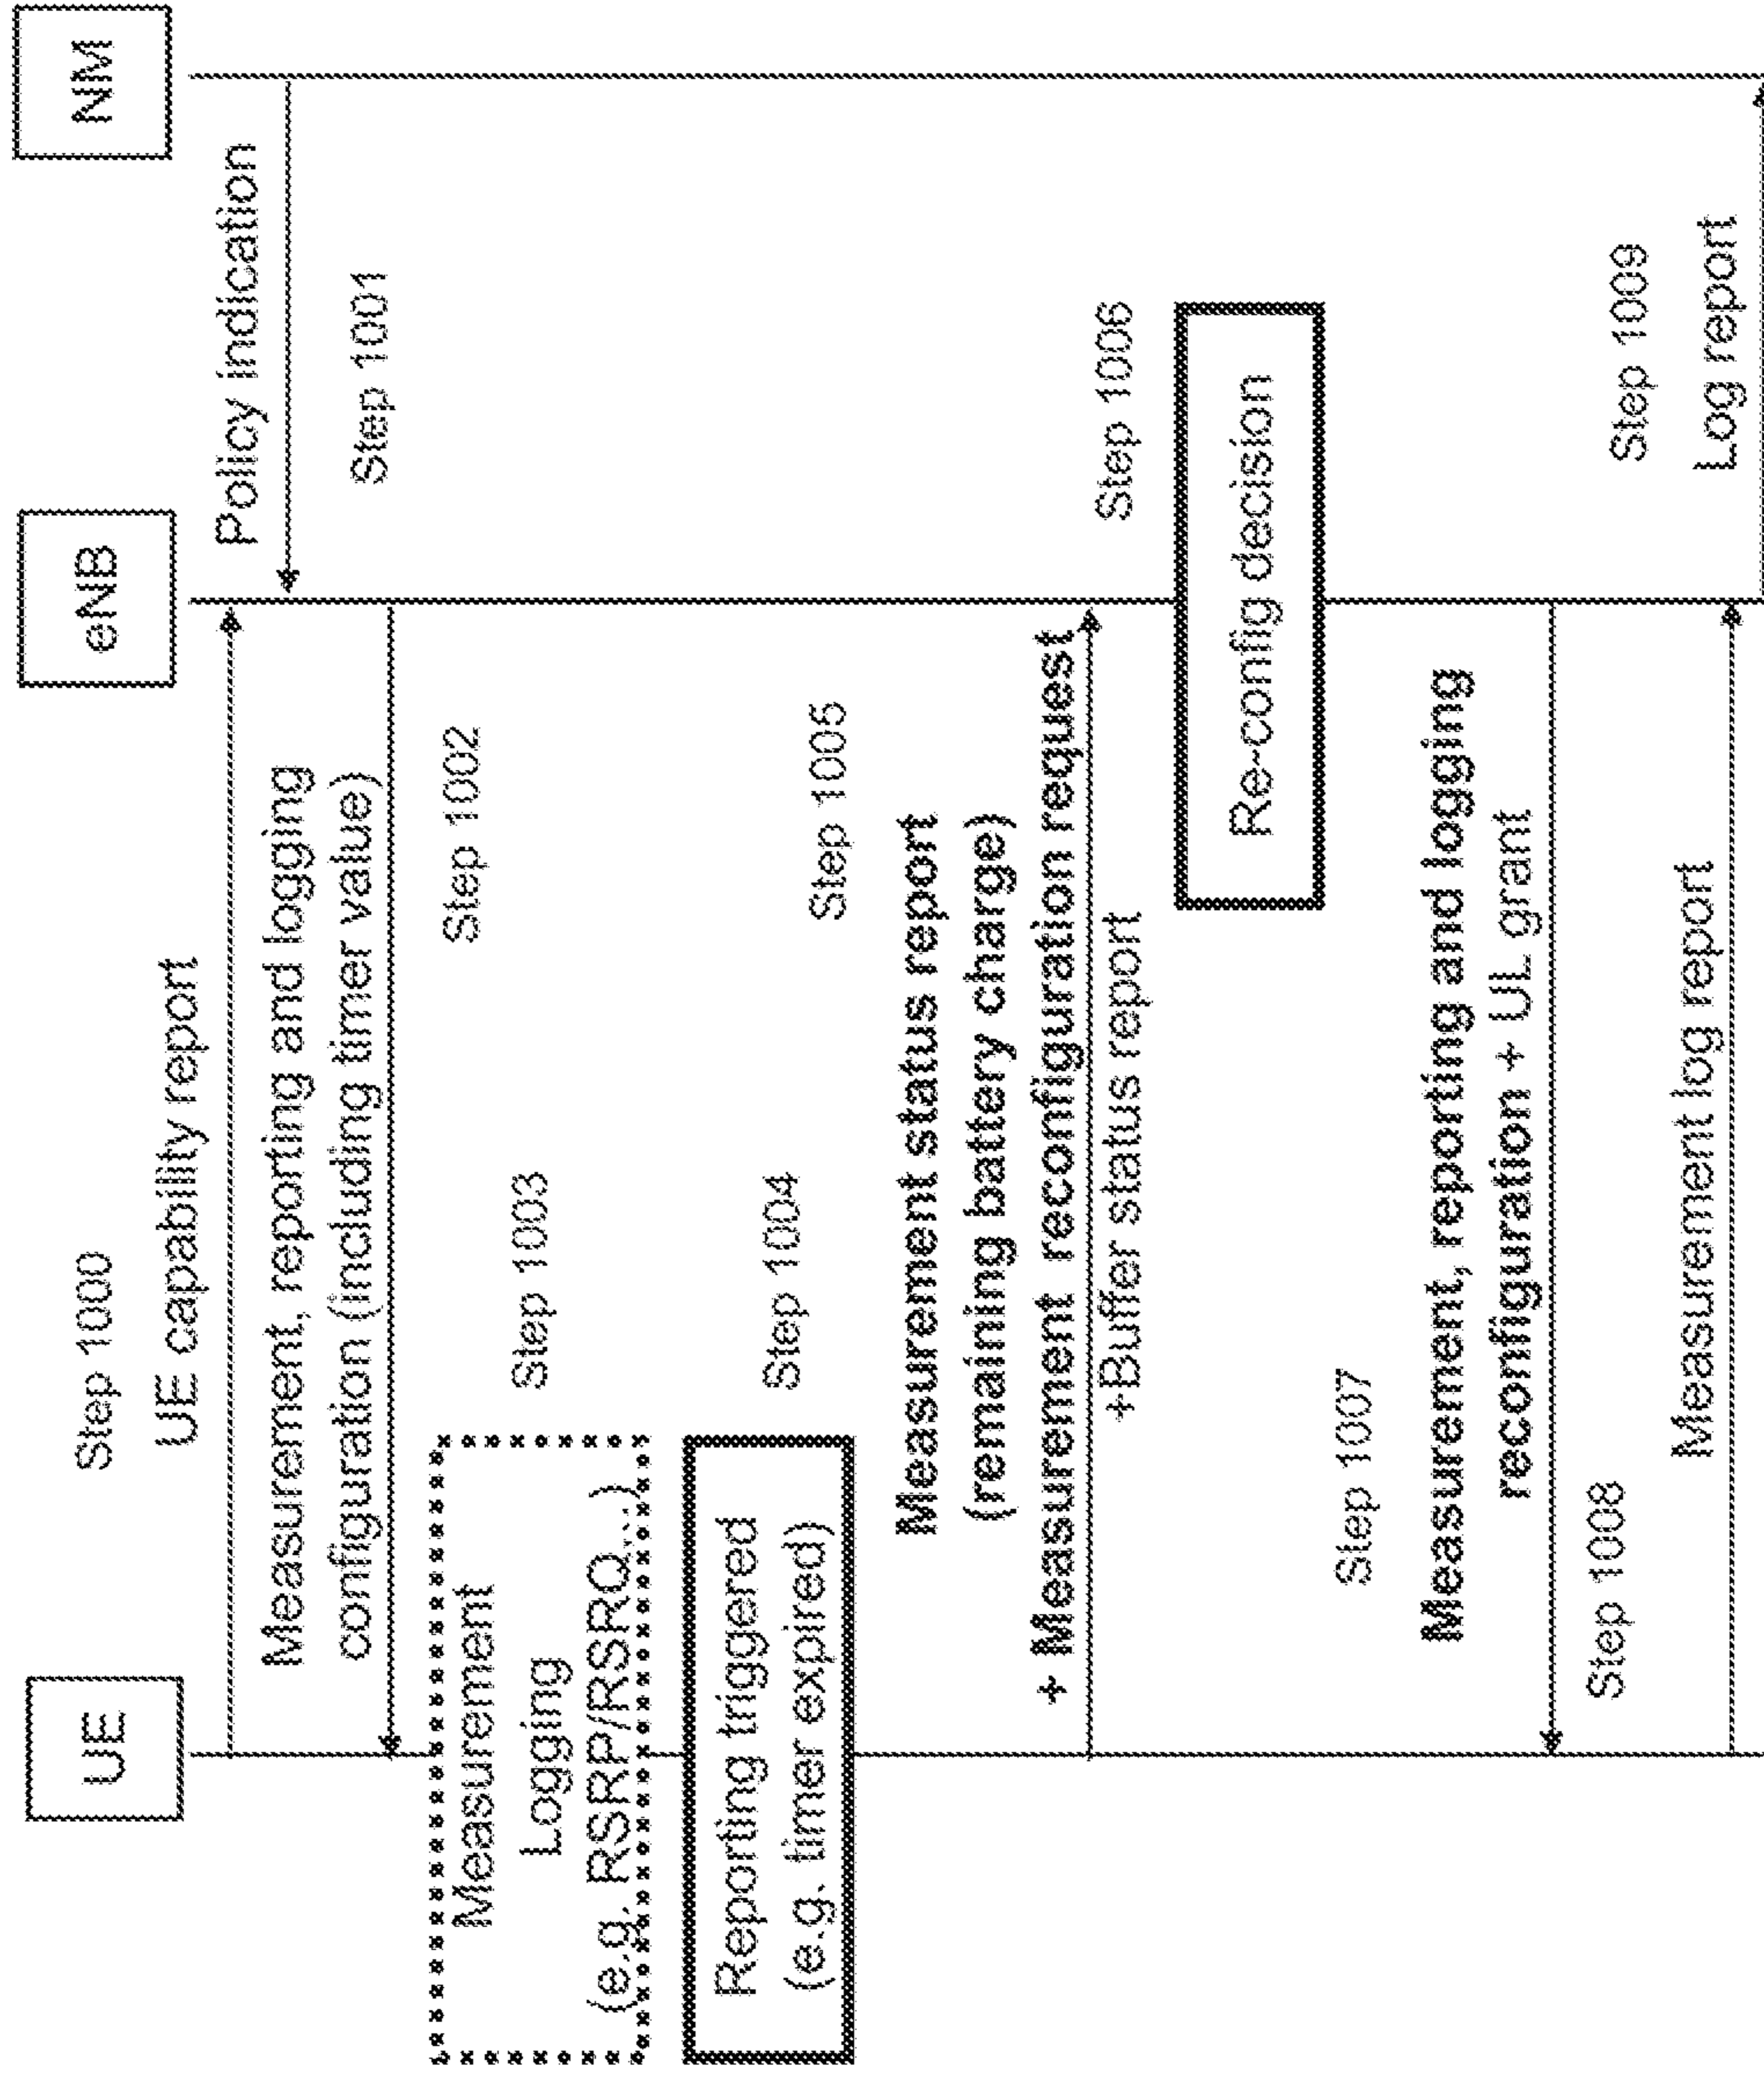 UE
eNB
NM
Step 1000
UE capability report
Policy indication
Step 1001
Measurement, reporting and logging
configuration (including timer value)
Step 1002
Measurement
Logging
(e.g. RSRP/RSRQ...)
Step 1003
Reporting triggered
(e.g. timer expired)
Step 1004
Step 1005
Measurement status report
(remaining battery charge)
+ Measurement reconfiguration request
+Buffer status report
Step 1006
Re-config decision
Step 1007
Measurement, reporting and logging
reconfiguration + UL grant
Step 1008
Measurement log report
Step 1009
Log report